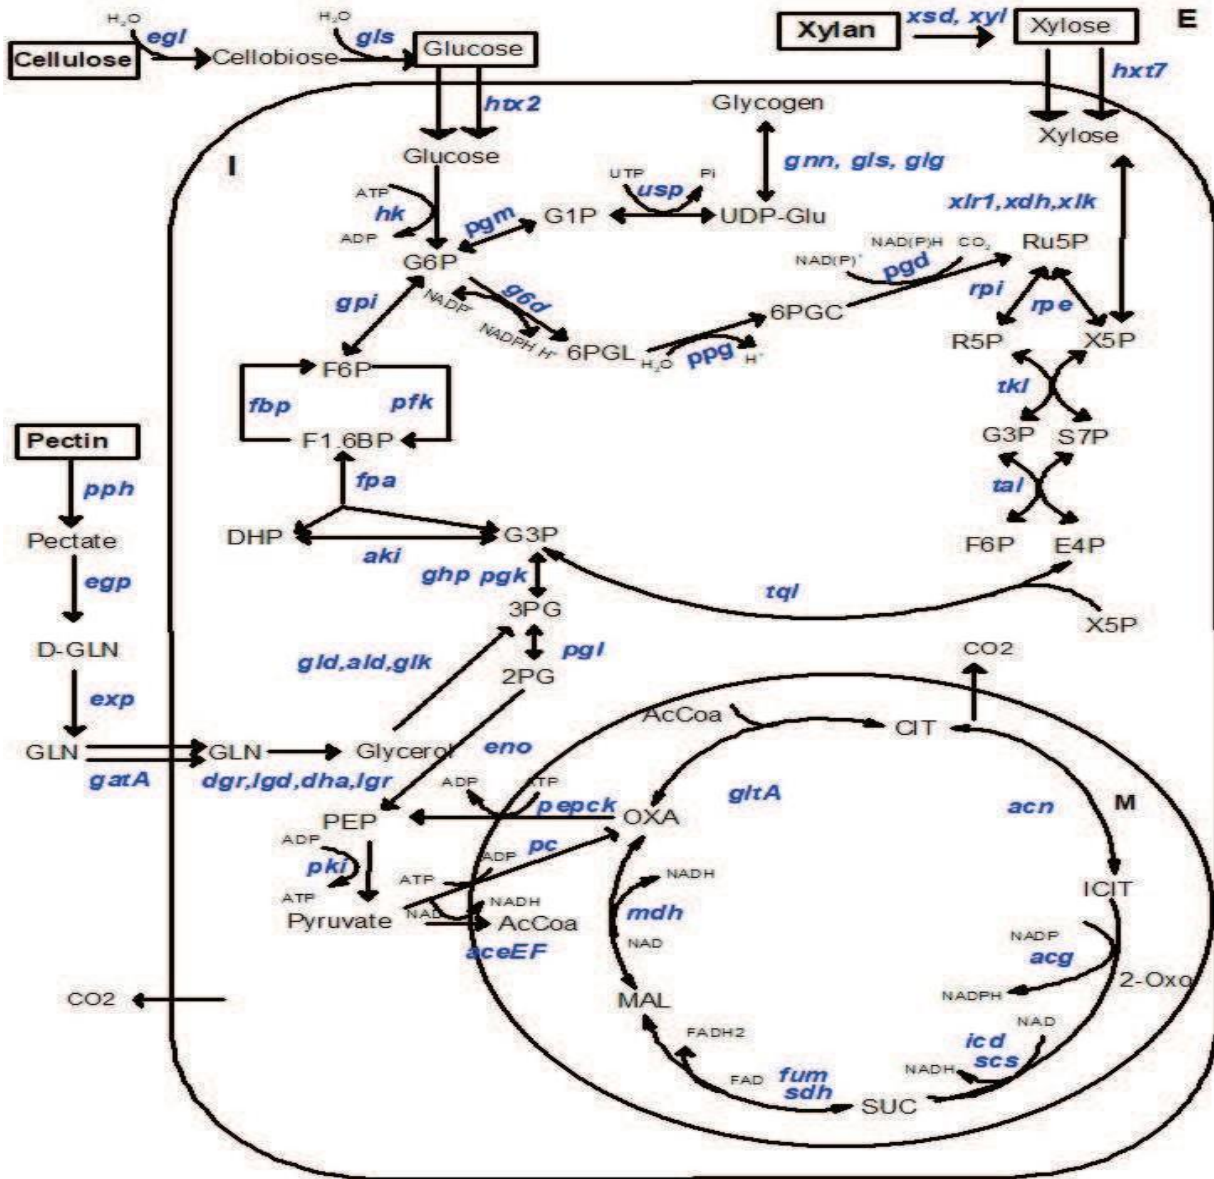 H₂O egl H₂O gls Glucose
Cellulose Cellobiose
Xylan xsd, xyl Xylose E
htx2 hxt7
I Glucose Glycogen Xylose
ATP hk ADP
gnn, gls, glg
UTP usp Pi
G1P UDP-Glu
pgm
xlr1,xdh,xlk
G6P
gpi NADP⁺ g6d NADPH H⁺
6PGL H₂O ppg H⁺
6PGC
NAD(P)⁺ pgd NAD(P)H CO₂
Ru5P
rpi rpe
R5P X5P
tkl
G3P S7P
tal
F6P E4P
F6P
fbp pfk
F1.6BP
fpa
DHP G3P
aki
ghp pgk
tql
X5P
3PG
pgl
2PG
Pectin
pph
Pectate
egp
D-GLN
exp
GLN GLN Glycerol
gatA dgr,lgd,dha,lgr
gld,ald,glk
eno
PEP
ADP pki ATP
Pyruvate
ADP ATP
pepck
pc
ATP ADP
NAD NADH
AcCoa
aceEF
CO2
CO2
AcCoa CIT
gltA acn M
OXA
ICIT
NADH
mdh
NAD
NADP
acg
NADPH
2-Oxo
MAL
FADH2
FAD
fum
sdh
SUC
NAD
icd
scs
NADH